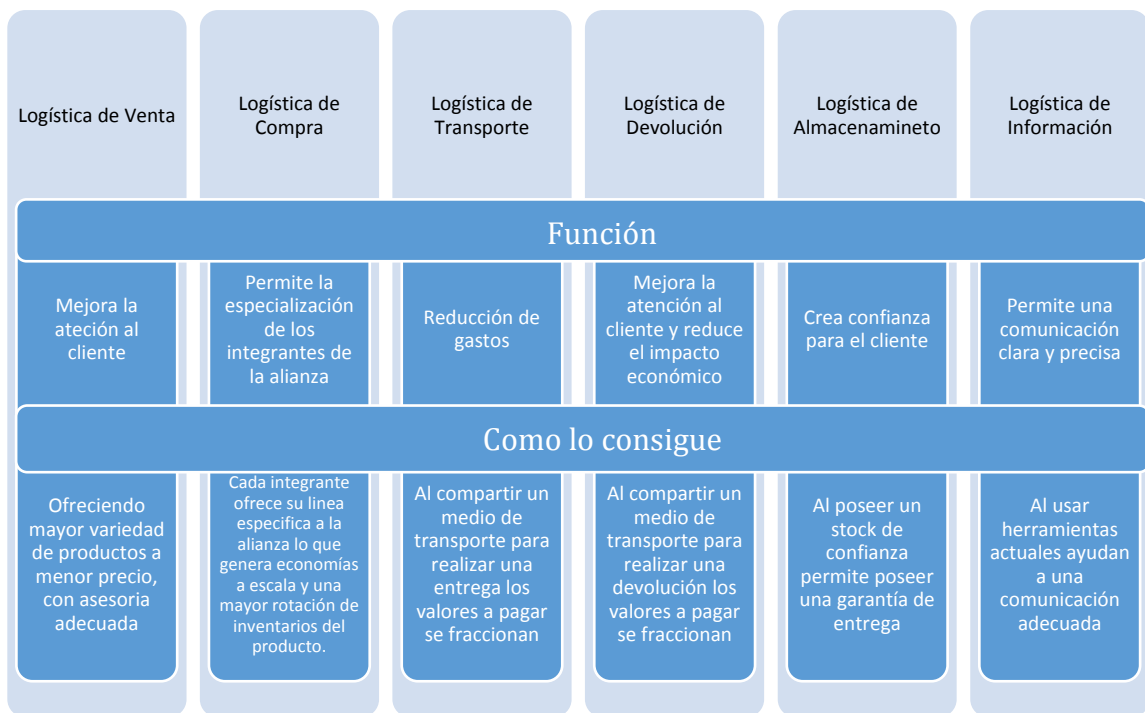 Logística de Venta
Logística de
Compra
Logística de
Transporte
Logística de
Devolución
Logística de
Almacenamineto
Logística de
Información
Función
Mejora la
ateción al
cliente
Permite la
especialización
de los
integrantes de
la alianza
Reducción de
gastos
Mejora la
atención al
cliente y reduce
el impacto
económico
Crea confianza
para el cliente
Permite una
comunicación
clara y precisa
Como lo consigue
Ofreciendo
mayor variedad
de productos a
menor precio,
con asesoria
adecuada
Cada integrante
ofrece su linea
especifica a la
alianza lo que
genera economías
a escala y una
mayor rotación de
inventarios del
producto.
Al compartir un
medio de
transporte para
realizar una
entrega los
valores a pagar
se fraccionan
Al compartir un
medio de
transporte para
realizar una
devolución los
valores a pagar
se fraccionan
Al poseer un
stock de
confianza
permite poseer
una garantía de
entrega
Al usar
herramientas
actuales ayudan
a una
comunicación
adecuada